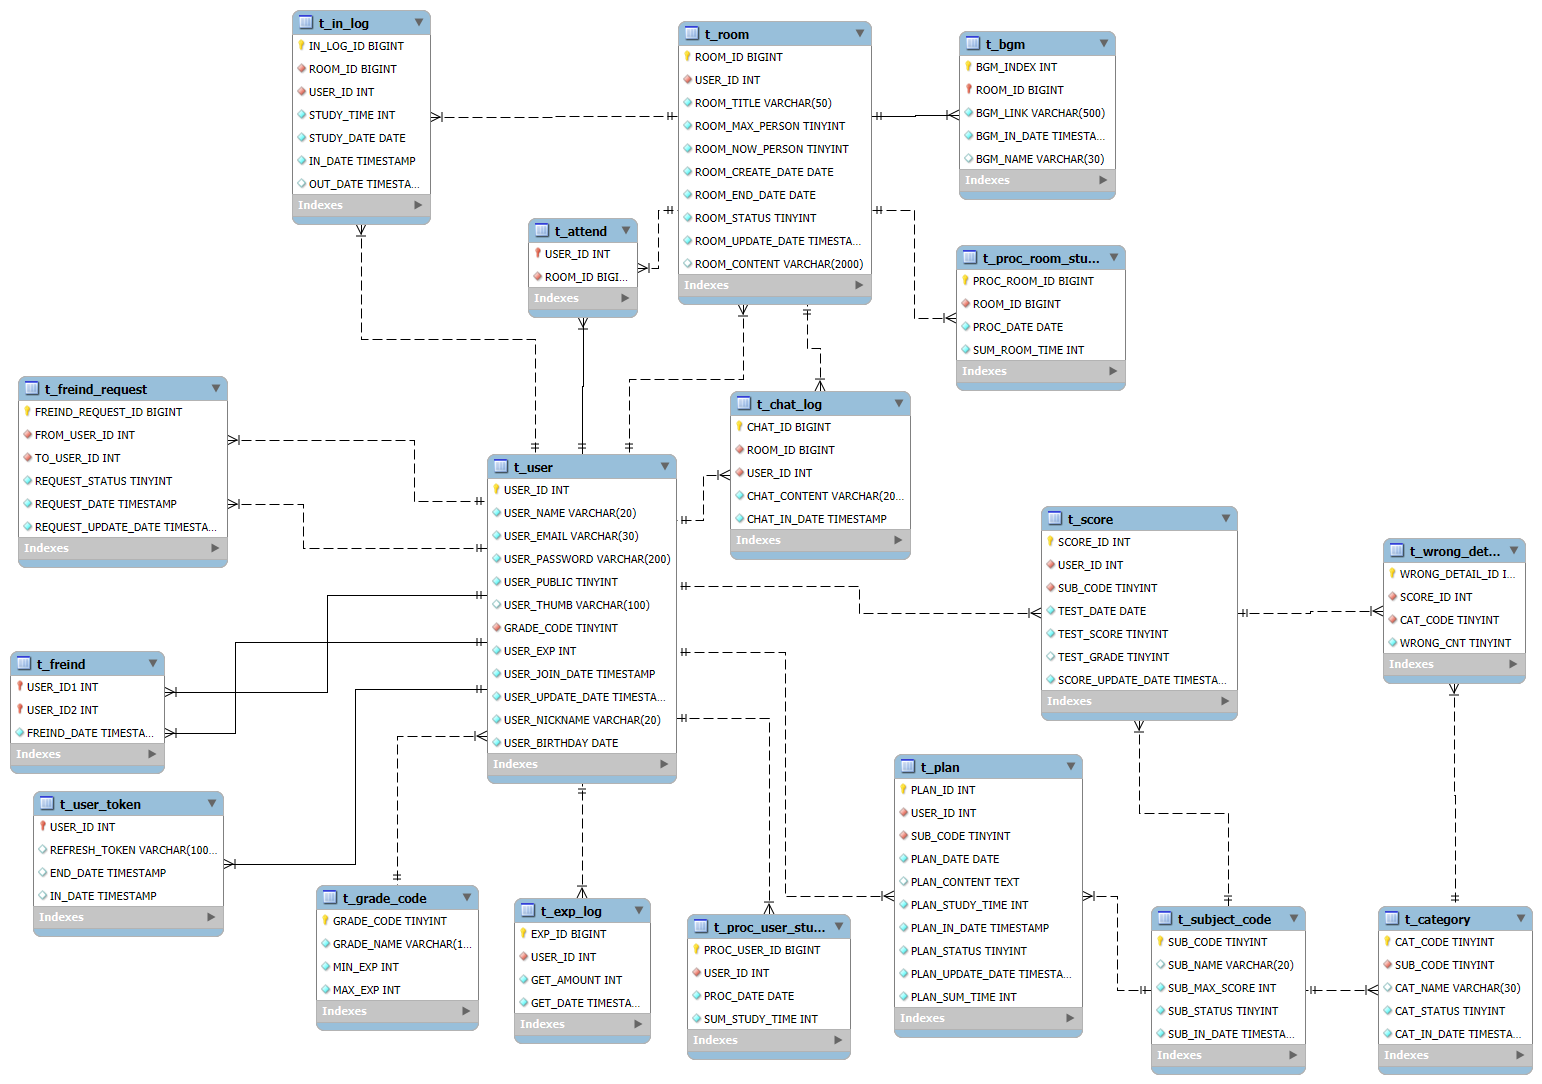 t_in_log
IN_LOG_ID BIGINT
ROOM_ID BIGINT
USER_ID INT
STUDY_TIME INT
STUDY_DATE DATE
IN_DATE TIMESTAMP
OUT_DATE TIMESTA...
Indexes
t_room
ROOM_ID BIGINT
USER_ID INT
ROOM_TITLE VARCHAR(50)
ROOM_MAX_PERSON TINYINT
ROOM_NOW_PERSON TINYINT
ROOM_CREATE_DATE DATE
ROOM_END_DATE DATE
ROOM_STATUS TINYINT
ROOM_UPDATE_DATE TIMESTA...
ROOM_CONTENT VARCHAR(2000)
Indexes
t_bgm
BGM_INDEX INT
ROOM_ID BIGINT
BGM_LINK VARCHAR(500)
BGM_IN_DATE TIMESTA...
BGM_NAME VARCHAR(30)
Indexes
t_attend
USER_ID INT
ROOM_ID BIGI...
Indexes
t_proc_room_stu...
PROC_ROOM_ID BIGINT
ROOM_ID BIGINT
PROC_DATE DATE
SUM_ROOM_TIME INT
Indexes
t_freind_request
FREIND_REQUEST_ID BIGINT
FROM_USER_ID INT
TO_USER_ID INT
REQUEST_STATUS TINYINT
REQUEST_DATE TIMESTAMP
REQUEST_UPDATE_DATE TIMESTA...
Indexes
t_chat_log
CHAT_ID BIGINT
ROOM_ID BIGINT
USER_ID INT
CHAT_CONTENT VARCHAR(20...
CHAT_IN_DATE TIMESTAMP
Indexes
t_user
USER_ID INT
USER_NAME VARCHAR(20)
USER_EMAIL VARCHAR(30)
USER_PASSWORD VARCHAR(200)
USER_PUBLIC TINYINT
USER_THUMB VARCHAR(100)
GRADE_CODE TINYINT
USER_EXP INT
USER_JOIN_DATE TIMESTAMP
USER_UPDATE_DATE TIMESTA...
USER_NICKNAME VARCHAR(20)
USER_BIRTHDAY DATE
Indexes
t_score
SCORE_ID INT
USER_ID INT
SUB_CODE TINYINT
TEST_DATE DATE
TEST_SCORE TINYINT
TEST_GRADE TINYINT
SCORE_UPDATE_DATE TIMESTA...
Indexes
t_wrong_det...
WRONG_DETAIL_ID I...
SCORE_ID INT
CAT_CODE TINYINT
WRONG_CNT TINYINT
Indexes
t_freind
USER_ID1 INT
USER_ID2 INT
FREIND_DATE TIMESTA...
Indexes
t_user_token
USER_ID INT
REFRESH_TOKEN VARCHAR(100...
END_DATE TIMESTAMP
IN_DATE TIMESTAMP
Indexes
t_plan
PLAN_ID INT
USER_ID INT
SUB_CODE TINYINT
PLAN_DATE DATE
PLAN_CONTENT TEXT
PLAN_STUDY_TIME INT
PLAN_IN_DATE TIMESTAMP
PLAN_STATUS TINYINT
PLAN_UPDATE_DATE TIMESTA...
PLAN_SUM_TIME INT
Indexes
t_grade_code
GRADE_CODE TINYINT
GRADE_NAME VARCHAR(1...
MIN_EXP INT
MAX_EXP INT
Indexes
t_exp_log
EXP_ID BIGINT
USER_ID INT
GET_AMOUNT INT
GET_DATE TIMESTA...
Indexes
t_proc_user_stu...
PROC_USER_ID BIGINT
USER_ID INT
PROC_DATE DATE
SUM_STUDY_TIME INT
Indexes
t_subject_code
SUB_CODE TINYINT
SUB_NAME VARCHAR(20)
SUB_MAX_SCORE INT
SUB_STATUS TINYINT
SUB_IN_DATE TIMESTA...
Indexes
t_category
CAT_CODE TINYINT
SUB_CODE TINYINT
CAT_NAME VARCHAR(30)
CAT_STATUS TINYINT
CAT_IN_DATE TIMESTA...
Indexes